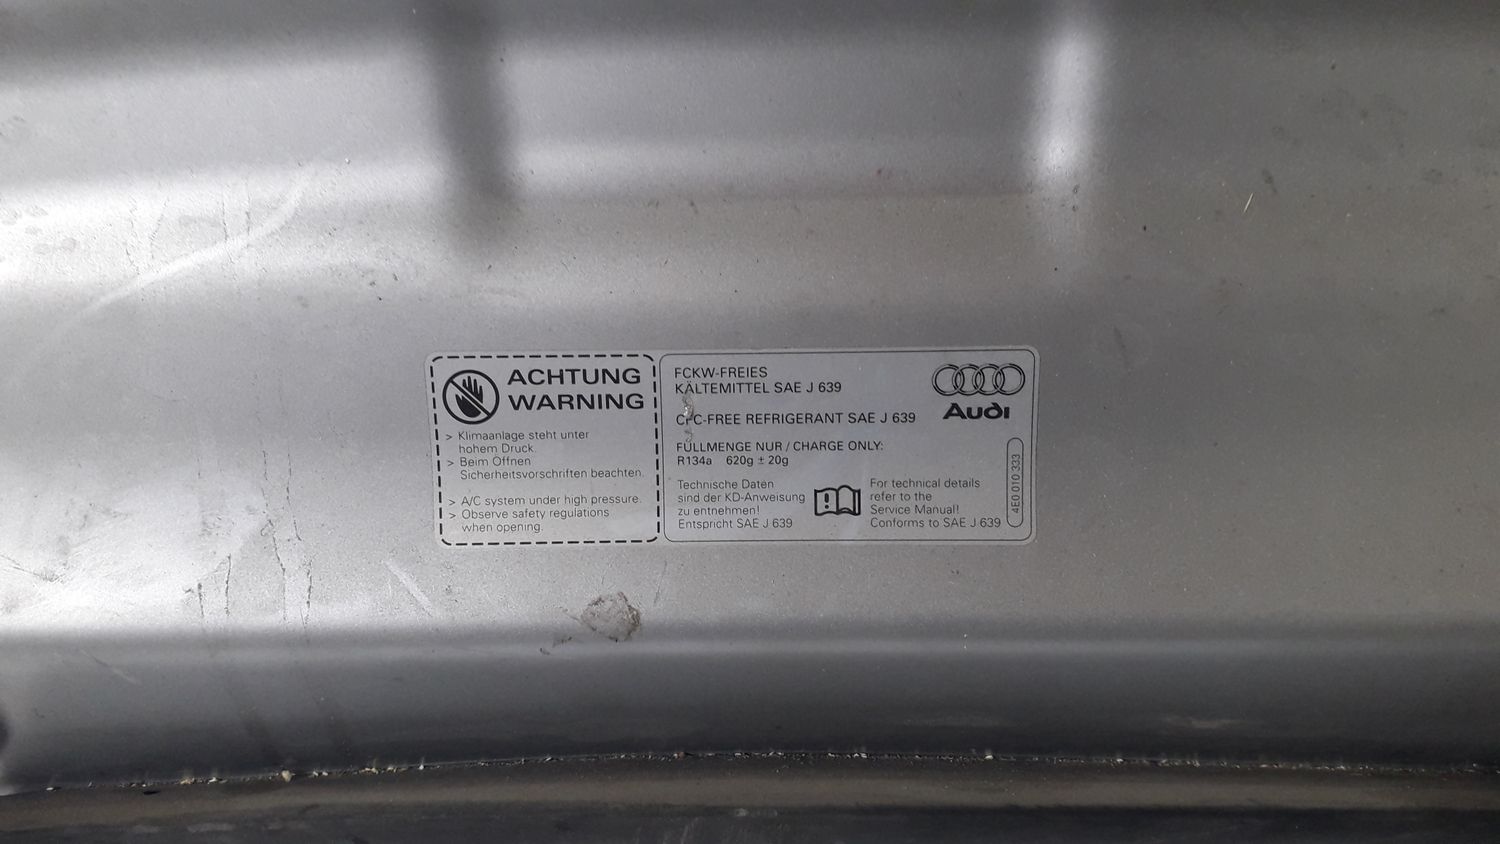 ACHTUNG
WARNING
> Klimaanlage steht unter
hohem Druck.
> Beim Öffnen
Sicherheitsvorschriften beachten.
> A/C system under high pressure.
> Observe safety regulations
when opening.
FCKW-FREIES
KÄLTEMITTEL SAE J 639
CFC-FREE REFRIGERANT SAE J 639
FÜLLMENGE NUR / CHARGE ONLY:
R134a 620g ± 20g
Technische Daten
sind der KD-Anweisung
zu entnehmen!
Entspricht SAE J 639
For technical details
refer to the
Service Manual!
Conforms to SAE J 639
Audi
4E0 010 333